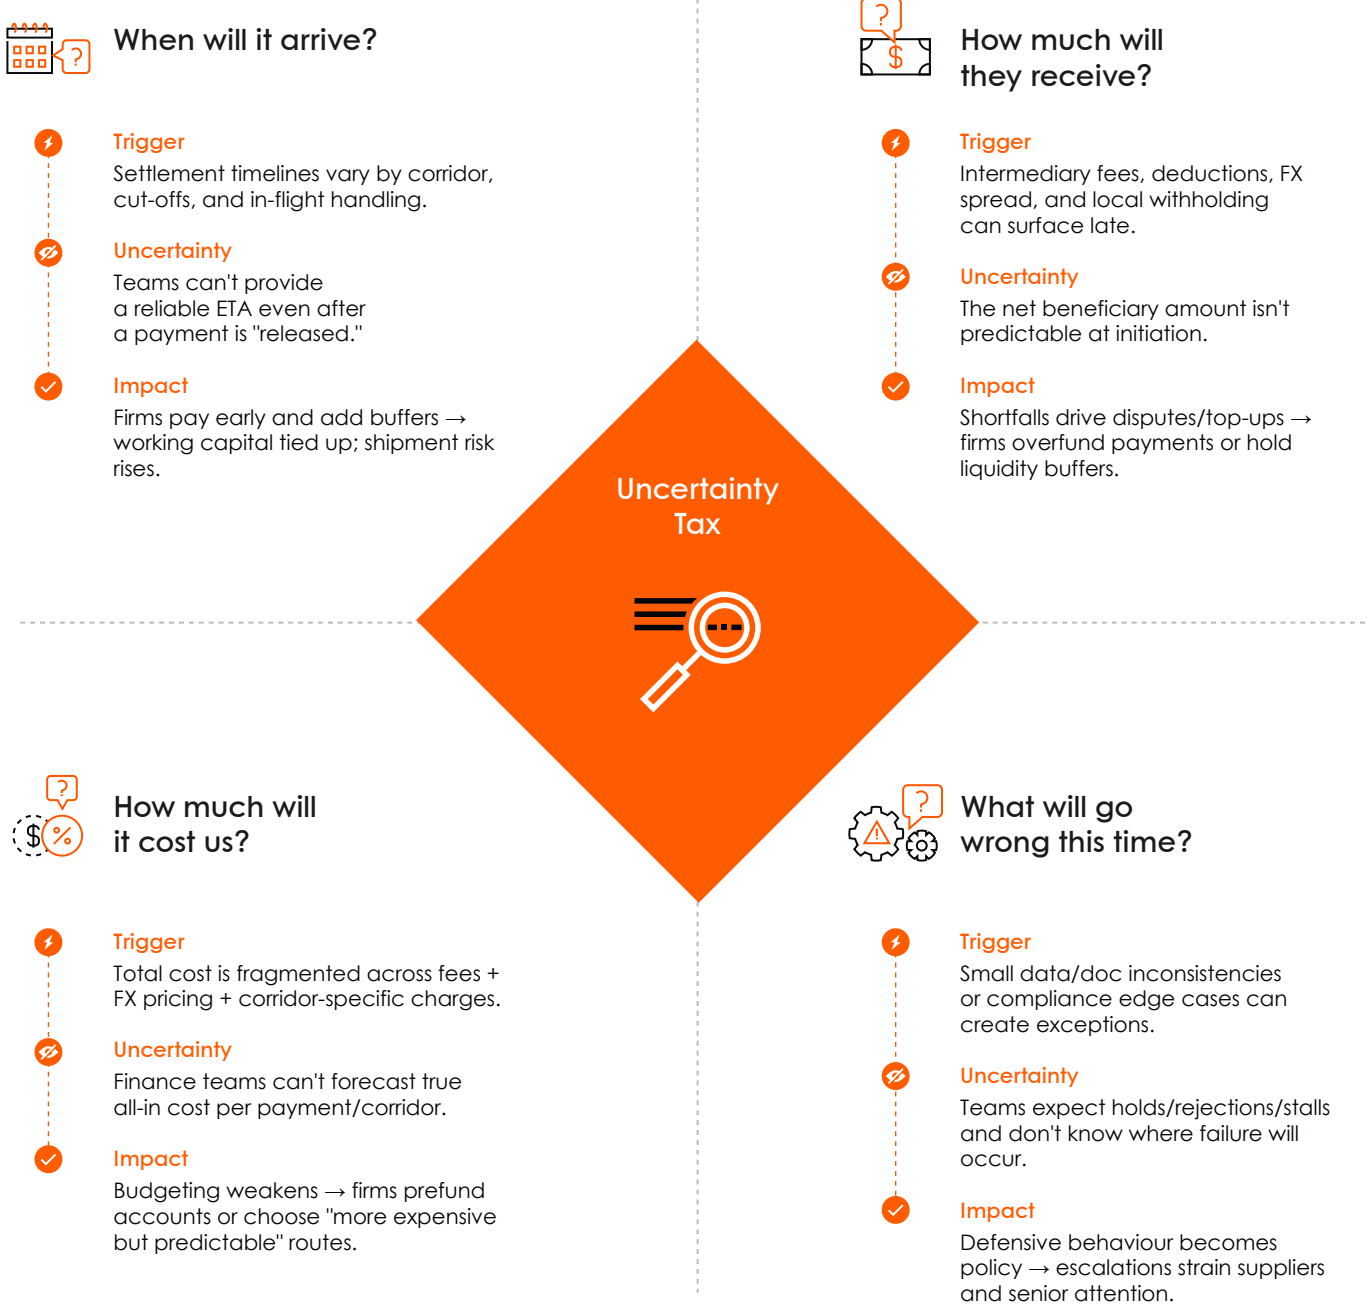 When will it arrive?
Trigger
Settlement timelines vary by corridor,
cut-offs, and in-flight handling.
Uncertainty
Teams can't provide
a reliable ETA even after
a payment is "released."
Impact
Firms pay early and add buffers →
working capital tied up; shipment risk
rises.
?
$
How much will
they receive?
Trigger
Intermediary fees, deductions, FX
spread, and local withholding
can surface late.
Uncertainty
The net beneficiary amount isn't
predictable at initiation.
Impact
Shortfalls drive disputes/top-ups →
firms overfund payments or hold
liquidity buffers.
?
Uncertainty
Tax
How much will
it cost us?
Trigger
Total cost is fragmented across fees +
FX pricing + corridor-specific charges.
Uncertainty
Finance teams can't forecast true
all-in cost per payment/corridor.
Impact
Budgeting weakens → firms prefund
accounts or choose "more expensive
but predictable" routes.
?
$
%
What will go
wrong this time?
Trigger
Small data/doc inconsistencies
or compliance edge cases can
create exceptions.
Uncertainty
Teams expect holds/rejections/stalls
and don't know where failure will
occur.
Impact
Defensive behaviour becomes
policy → escalations strain suppliers
and senior attention.
?
!